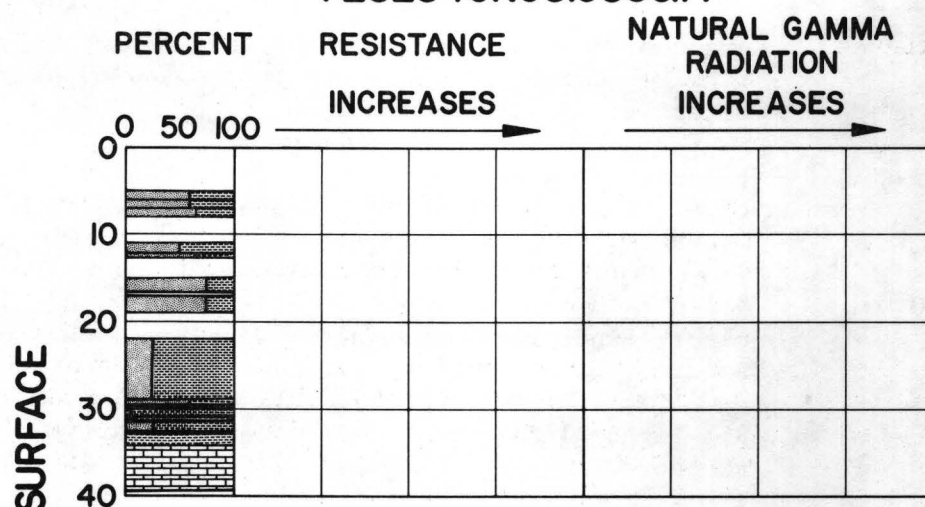 PERCENT
RESISTANCE
INCREASES
NATURAL GAMMA
RADIATION
INCREASES
0 50 100
0
10
20
30
40
SURFACE